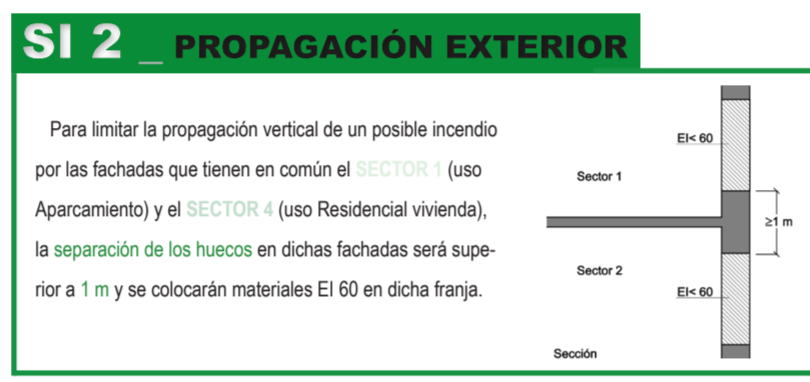 SI 2 _ PROPAGACIÓN EXTERIOR
Para limitar la propagación vertical de un posible incendio
por las fachadas que tienen en común el SECTOR 1 (uso
Aparcamiento) y el SECTOR 4 (uso Residencial vivienda),
la separación de los huecos en dichas fachadas será supe-
rior a 1 m y se colocarán materiales EI 60 en dicha franja.
EI< 60
Sector 1
≥1 m
Sector 2
EI< 60
Sección